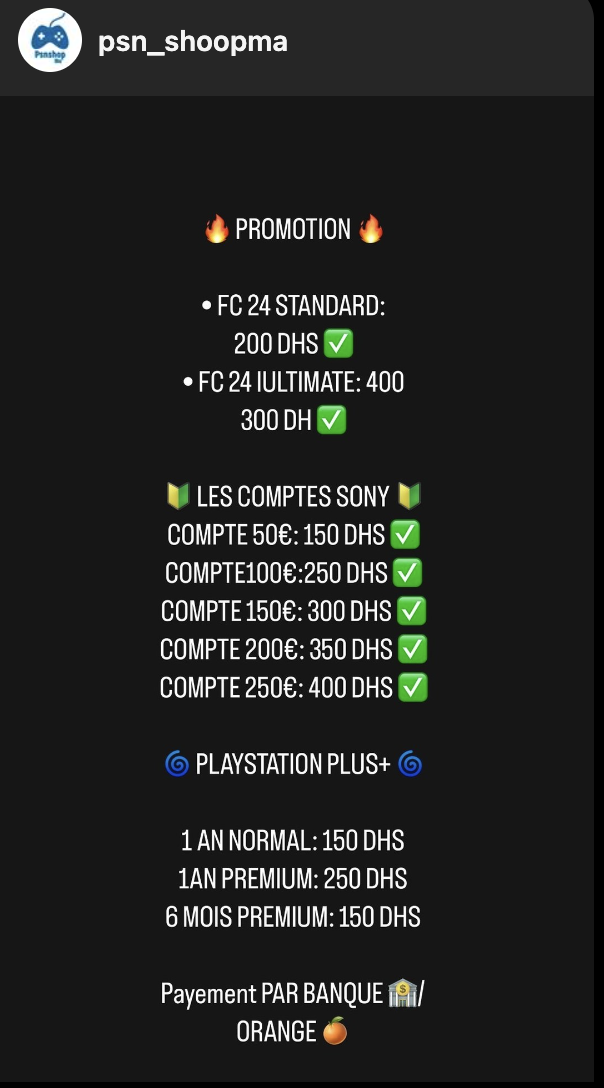 Psnshop
Ma
psn_shoopma
🔥 PROMOTION 🔥
• FC 24 STANDARD:
200 DHS ✅
• FC 24 IULTIMATE: 400
300 DH ✅
🔰 LES COMPTES SONY 🔰
COMPTE 50€: 150 DHS ✅
COMPTE100€:250 DHS ✅
COMPTE 150€: 300 DHS ✅
COMPTE 200€: 350 DHS ✅
COMPTE 250€: 400 DHS ✅
🌀 PLAYSTATION PLUS+ 🌀
1 AN NORMAL: 150 DHS
1AN PREMIUM: 250 DHS
6 MOIS PREMIUM: 150 DHS
Payement PAR BANQUE 🏦/
ORANGE 🍊